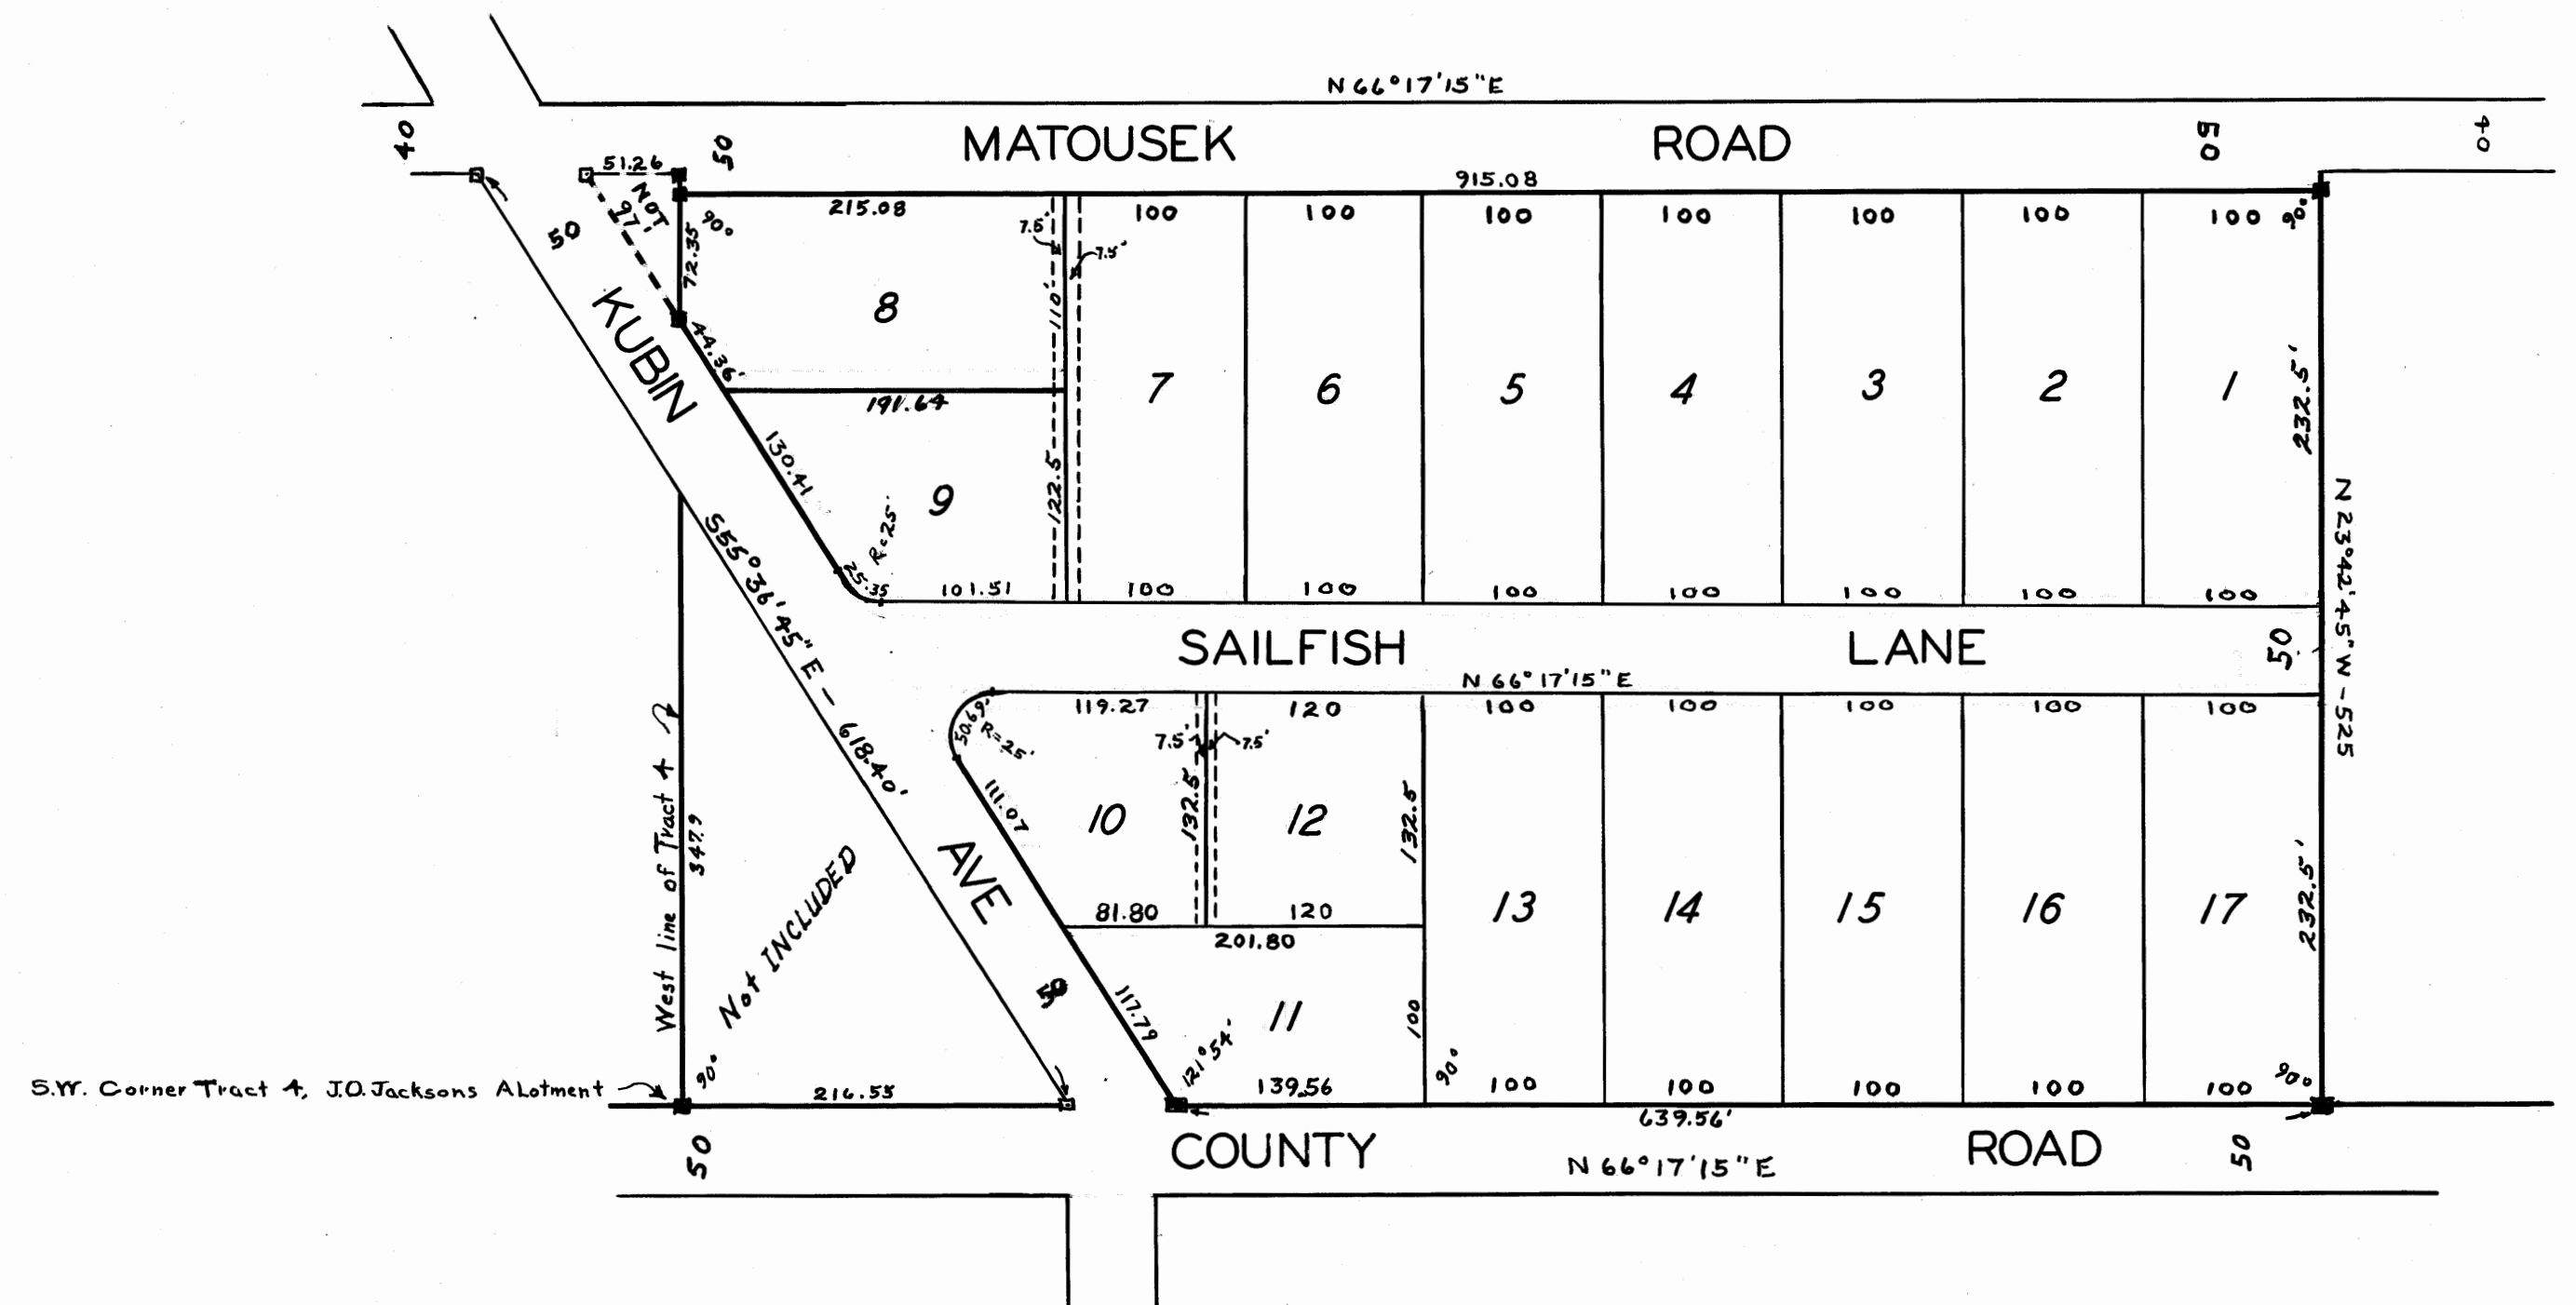 N 66°17'15"E
40
50
MATOUSEK ROAD
50
40
51.26
915.08
NOT
97'
215.08
100 100 100 100 100 100 100
90°
90°
7.5'
7.5'
50
72.35
110'
8
KUBIN
44.36'
191.64
7 6 5 4 3 2 1
232.5'
130.41
122.5
9
R=25'
25.35
101.51
100 100 100 100 100 100 100
N 23°42'45"W - 525
S55°36'45"E - 618.40'
SAILFISH LANE
50
N 66°17'15"E
119.27
120
100 100 100 100 100
50.69'
R=25'
7.5'
7.5'
West line of Tract 4
347.9
111.07
10
132.5
12
132.5
AVE
Not INCLUDED
81.80
120
201.80
13 14 15 16 17
232.5'
50
117.79
11
100
121°54'
90°
90°
90°
S.W. Corner Tract 4, J.O. Jacksons ALotment
216.55
139.56
100 100 100 100 100
639.56'
50
COUNTY ROAD
N 66°17'15"E
50